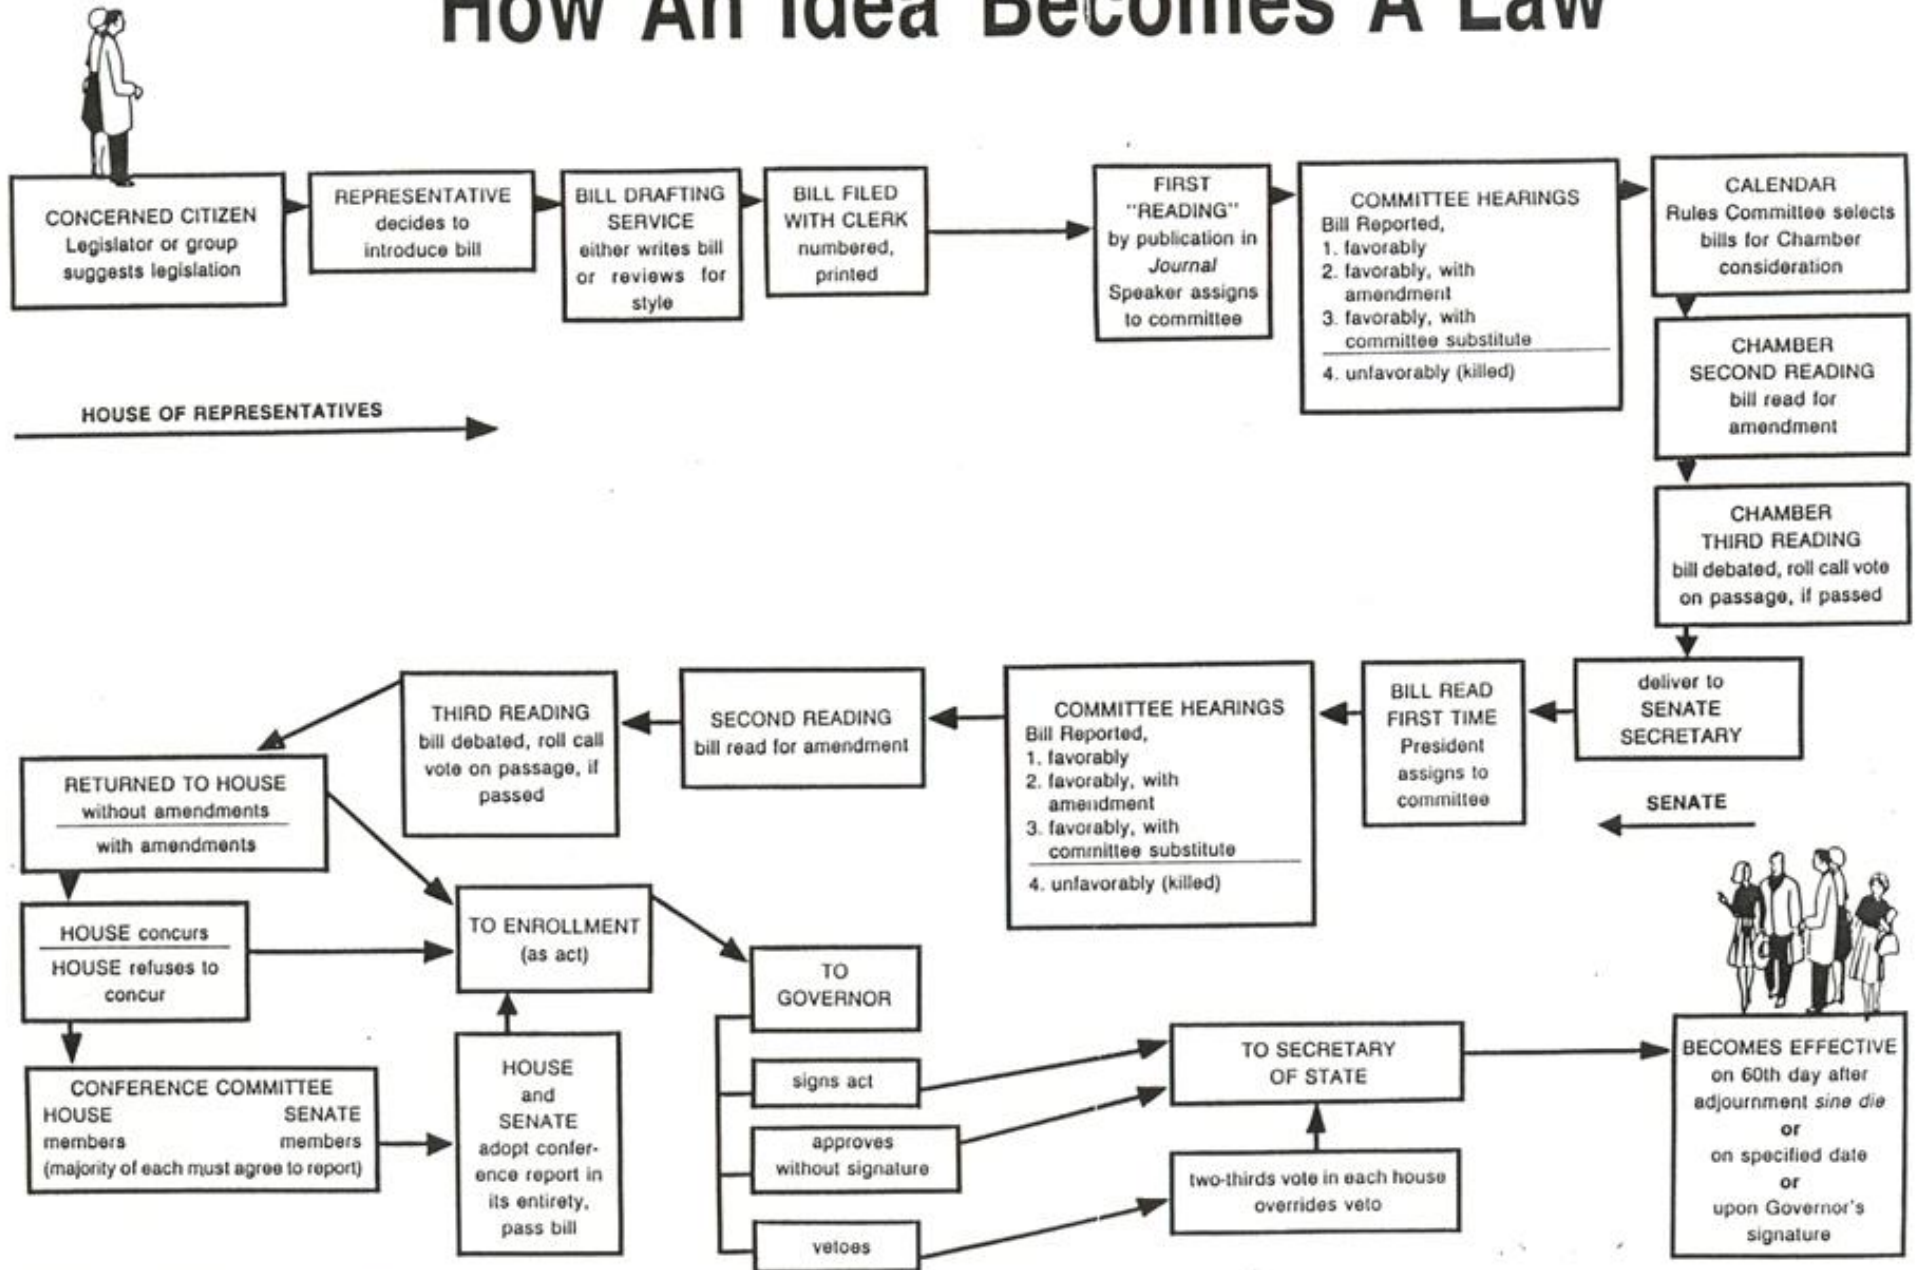 How An Idea Becomes A Law
CONCERNED CITIZEN
Legislator or group
suggests legislation
REPRESENTATIVE
decides to
introduce bill
BILL DRAFTING
SERVICE
either writes bill
or reviews for
style
BILL FILED
WITH CLERK
numbered,
printed
FIRST
"READING"
by publication in
Journal
Speaker assigns
to committee
COMMITTEE HEARINGS
Bill Reported,
1. favorably
2. favorably, with
amendment
3. favorably, with
committee substitute
4. unfavorably (killed)
CALENDAR
Rules Committee selects
bills for Chamber
consideration
CHAMBER
SECOND READING
bill read for
amendment
CHAMBER
THIRD READING
bill debated, roll call vote
on passage, if passed
HOUSE OF REPRESENTATIVES
deliver to
SENATE
SECRETARY
SENATE
BILL READ
FIRST TIME
President
assigns to
committee
COMMITTEE HEARINGS
Bill Reported,
1. favorably
2. favorably, with
amendment
3. favorably, with
committee substitute
4. unfavorably (killed)
SECOND READING
bill read for amendment
THIRD READING
bill debated, roll call
vote on passage, if
passed
RETURNED TO HOUSE
without amendments
with amendments
HOUSE concurs
HOUSE refuses to
concur
CONFERENCE COMMITTEE
HOUSE SENATE
members members
(majority of each must agree to report)
HOUSE
and
SENATE
adopt confer-
ence report in
its entirety,
pass bill
TO ENROLLMENT
(as act)
TO
GOVERNOR
signs act
approves
without signature
vetoes
two-thirds vote in each house
overrides veto
TO SECRETARY
OF STATE
BECOMES EFFECTIVE
on 60th day after
adjournment sine die
or
on specified date
or
upon Governor's
signature